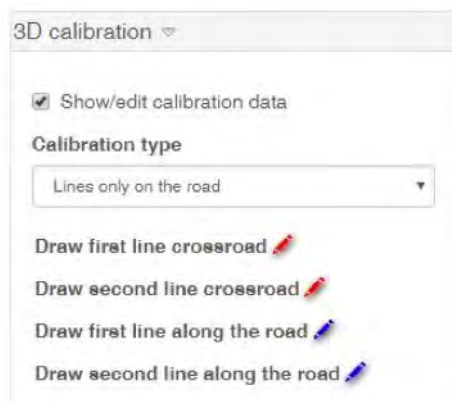 3D calibration
Show/edit calibration data
Calibration type
Lines only on the road
Draw first line crossroad
Draw second line crossroad
Draw first line along the road
Draw second line along the road